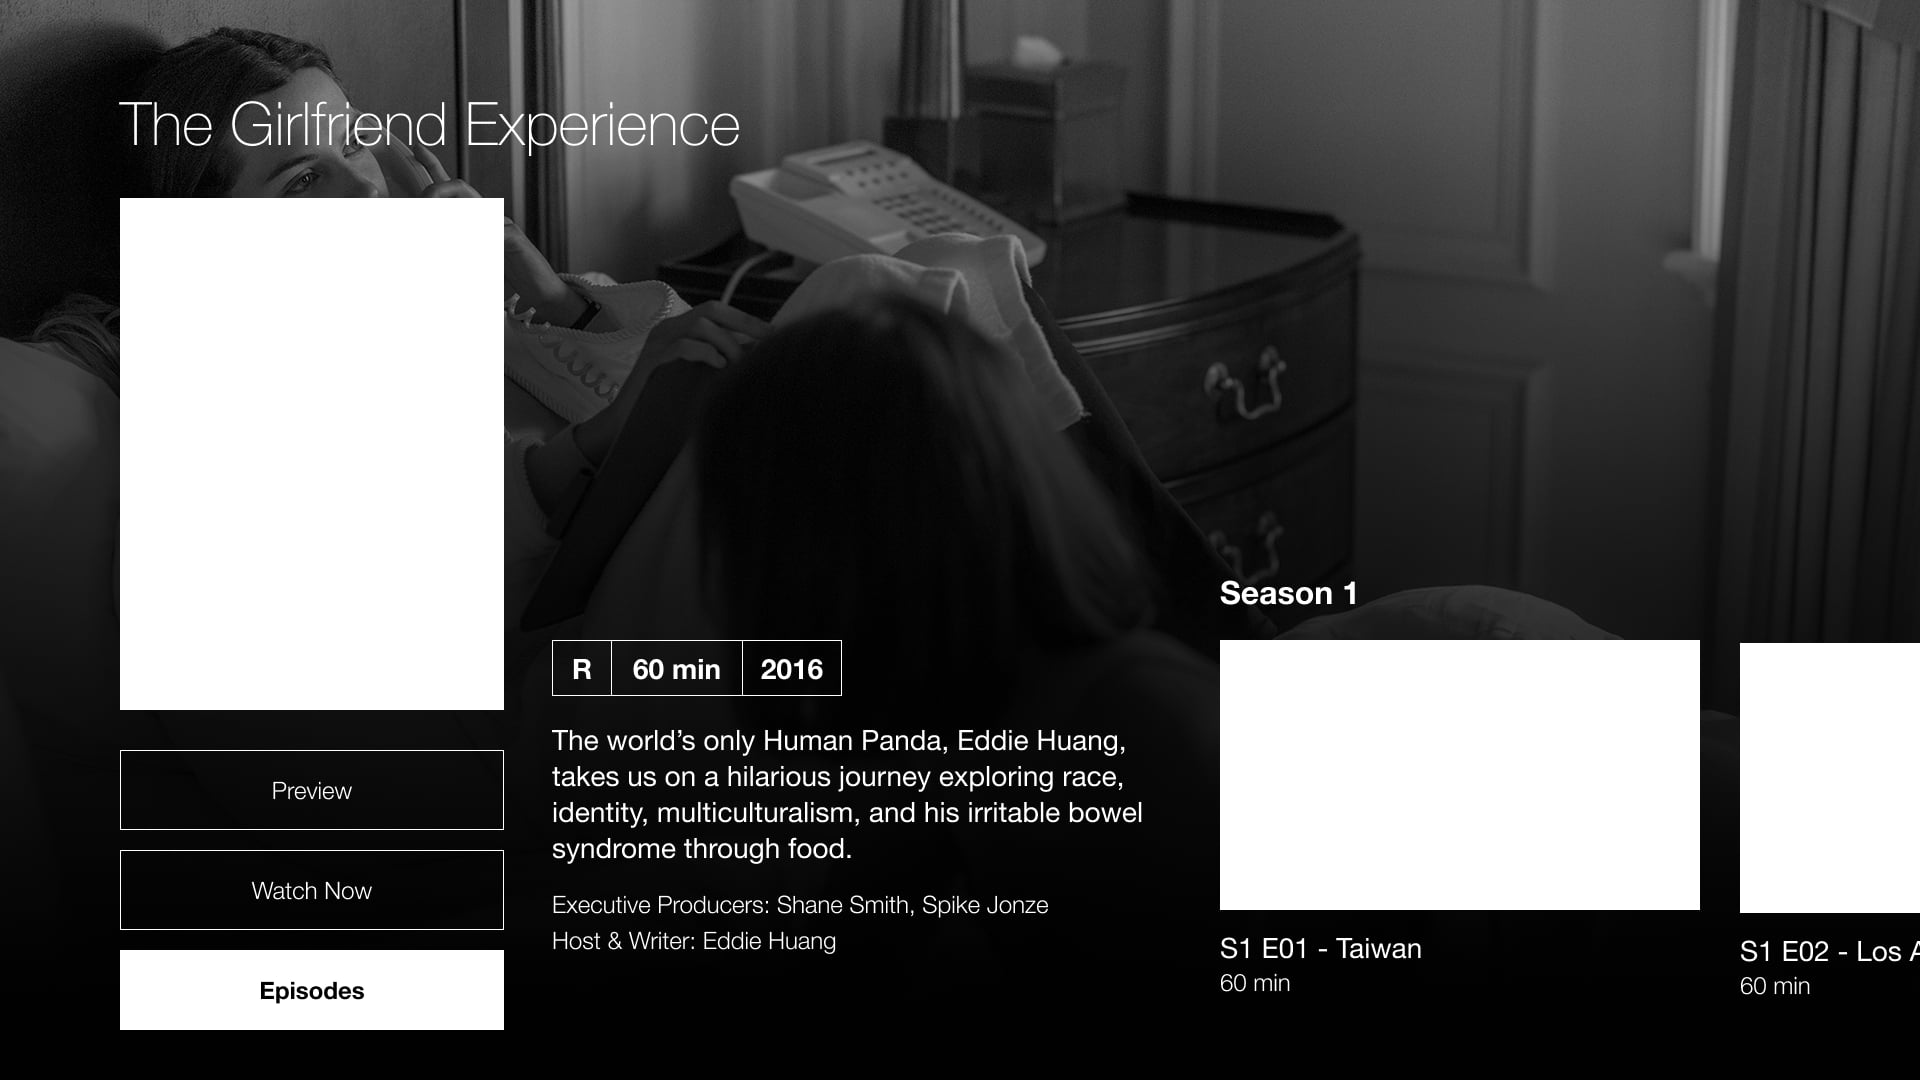 The Girlfriend Experience
R 60 min 2016
The world’s only Human Panda, Eddie Huang,
takes us on a hilarious journey exploring race,
identity, multiculturalism, and his irritable bowel
syndrome through food.
Executive Producers: Shane Smith, Spike Jonze
Host & Writer: Eddie Huang
Preview
Watch Now
Episodes
Season 1
S1 E01 - Taiwan
60 min
S1 E02 - Los
60 min